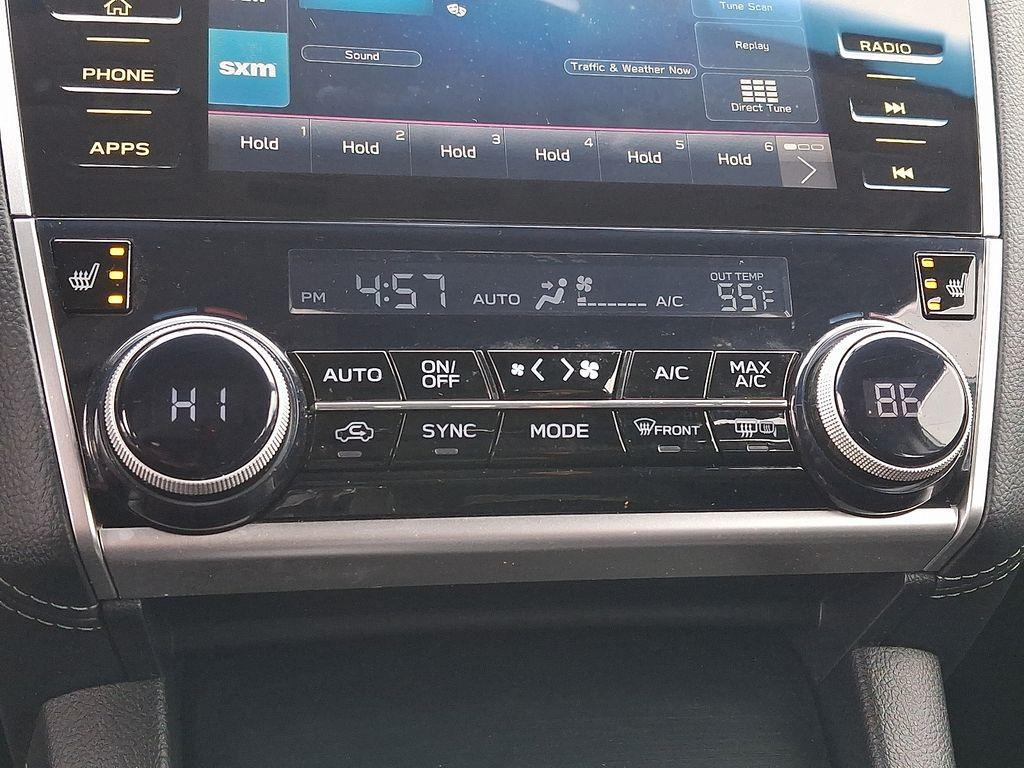 Tune Scan
RADIO
Sound
Replay
PHONE
sxm
Traffic & Weather Now
Direct Tune
APPS
Hold 1
Hold 2
Hold 3
Hold 4
Hold 5
Hold 6
PM 4:57 AUTO A/C OUT TEMP 55°F
HI
AUTO
ON/
OFF
A/C
MAX
A/C
86
SYNC
MODE
FRONT